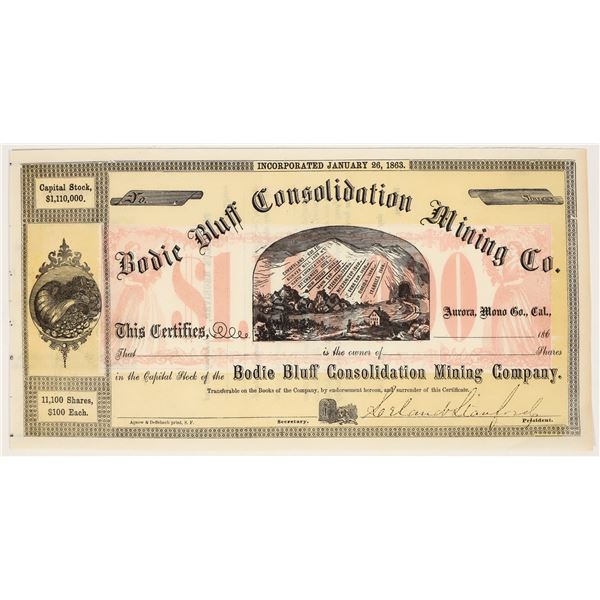 INCORPORATED JANUARY 26, 1863.
Capital Stock,
$1,110,000.
No.
Shares
Bodie Bluff Consolidation Mining Co.
Aurora, Mono Co., Cal.,
This Certifies,
186
That is the owner of Shares
in the Capital Stock of the Bodie Bluff Consolidation Mining Company.
Transferable on the Books of the Company, by endorsement hereon, and surrender of this Certificate.
11,100 Shares,
$100 Each.
Leland Stanford
Agnew & Deffebach print, S. F.
Secretary.
President.